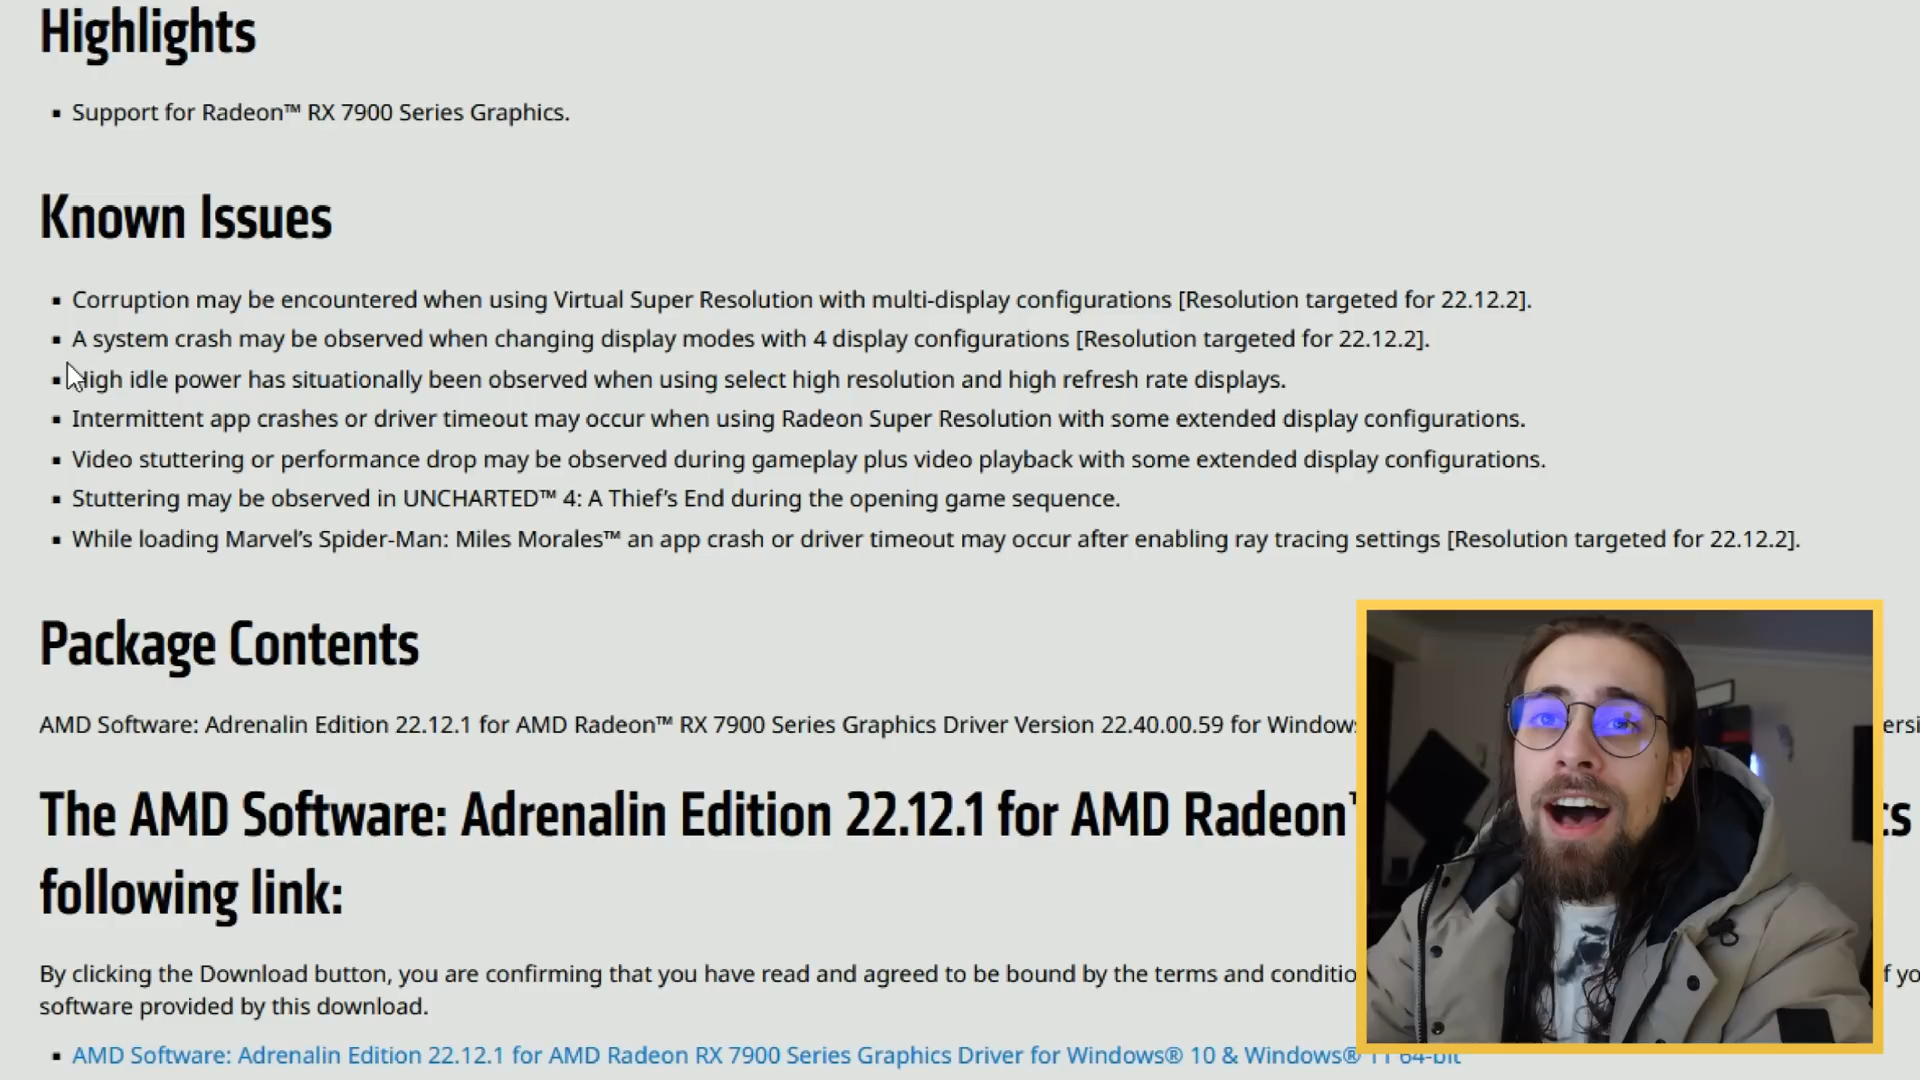 Highlights
▪ Support for Radeon™ RX 7900 Series Graphics.
Known Issues
▪ Corruption may be encountered when using Virtual Super Resolution with multi-display configurations [Resolution targeted for 22.12.2].
▪ A system crash may be observed when changing display modes with 4 display configurations [Resolution targeted for 22.12.2].
▪ High idle power has situationally been observed when using select high resolution and high refresh rate displays.
▪ Intermittent app crashes or driver timeout may occur when using Radeon Super Resolution with some extended display configurations.
▪ Video stuttering or performance drop may be observed during gameplay plus video playback with some extended display configurations.
▪ Stuttering may be observed in UNCHARTED™ 4: A Thief’s End during the opening game sequence.
▪ While loading Marvel’s Spider-Man: Miles Morales™ an app crash or driver timeout may occur after enabling ray tracing settings [Resolution targeted for 22.12.2].
Package Contents
AMD Software: Adrenalin Edition 22.12.1 for AMD Radeon™ RX 7900 Series Graphics Driver Version 22.40.00.59 for
The AMD Software: Adrenalin Edition 22.12.1 for AMD Radeon™
following link:
By clicking the Download button, you are confirming that you have read and agreed to be bound by the terms and
software provided by this download.
▪ AMD Software: Adrenalin Edition 22.12.1 for AMD Radeon RX 7900 Series Graphics Driver for Windows® 10 & Windows® 11 64-bit